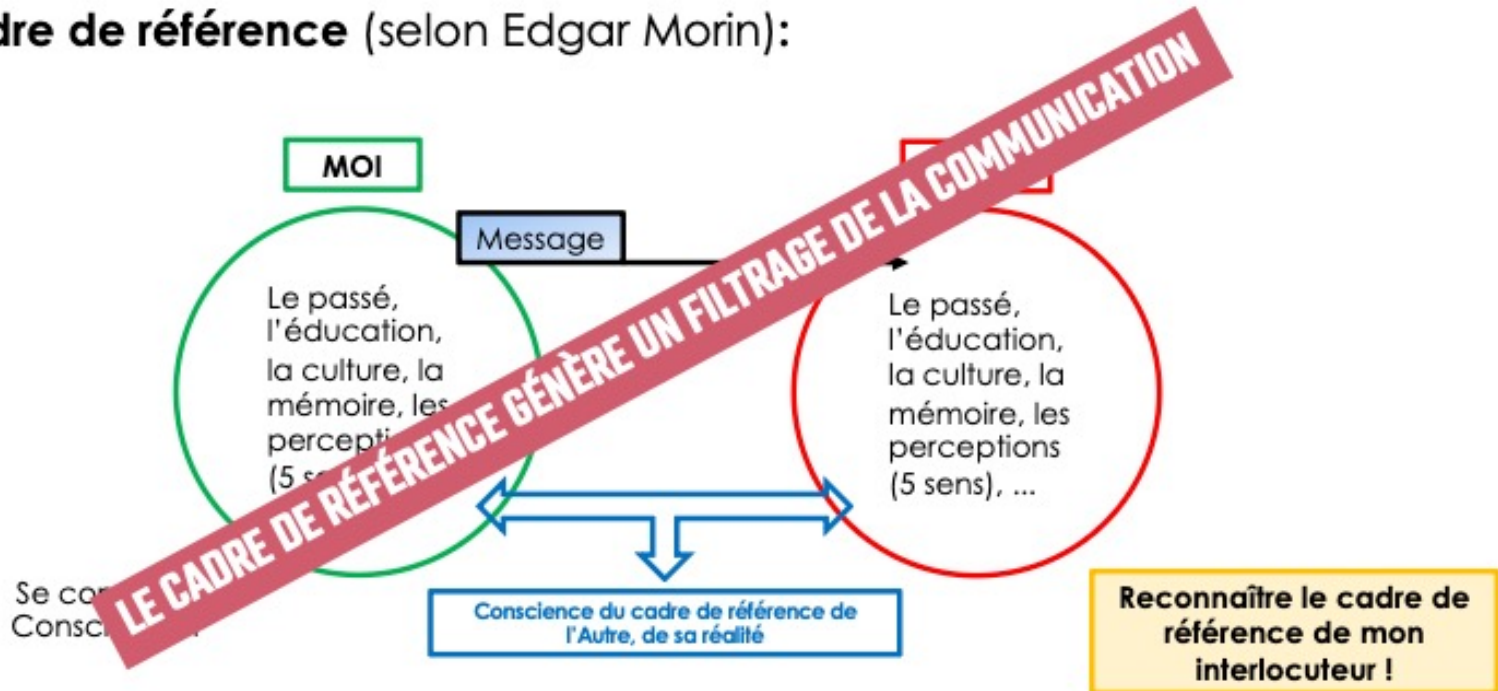 dre de référence (selon Edgar Morin):
MOI
Message
Le passé,
l'éducation,
la culture, la
mémoire, les
(5
Le passé,
l'éducation,
la culture, la
mémoire, les
perceptions
(5 sens), ...
LE CADRE DE RÉFÉRENCE GÉNÈRE UN FILTRAGE DE LA COMMUNICATION
Se
Conscience du cadre de référence de
l'Autre, de sa réalité
Reconnaître le cadre de
référence de mon
interlocuteur !